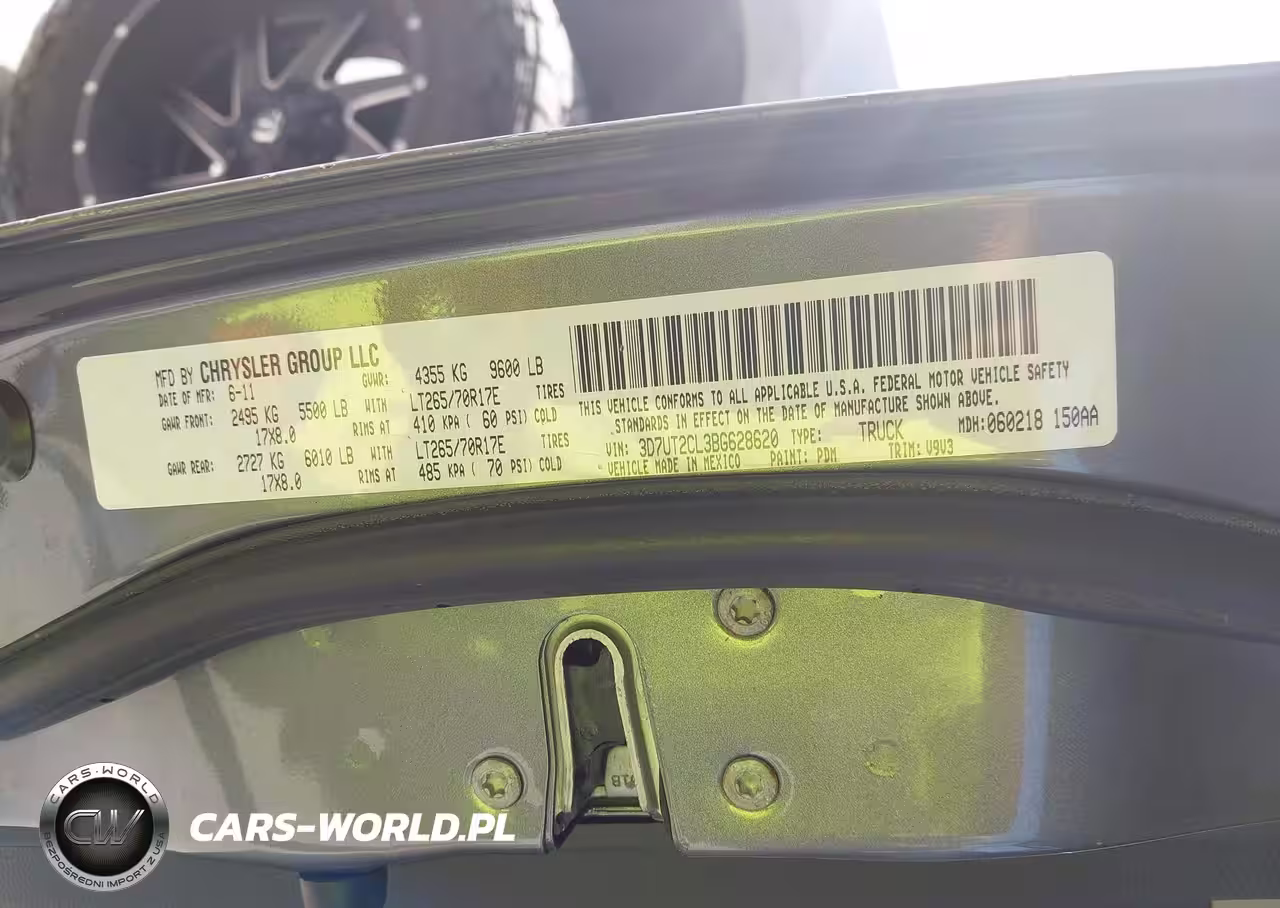 MFD BY CHRYSLER GROUP LLC
DATE OF MFR: 6-11 GVWR: 4355 KG 9600 LB
GAWR FRONT: 2495 KG 5500 LB WITH LT265/70R17E TIRES
17X8.0 RIMS AT 410 KPA ( 60 PSI) COLD
GAWR REAR: 2727 KG 6010 LB WITH LT265/70R17E TIRES
17X8.0 RIMS AT 485 KPA ( 70 PSI) COLD
THIS VEHICLE CONFORMS TO ALL APPLICABLE U.S.A. FEDERAL MOTOR VEHICLE SAFETY
STANDARDS IN EFFECT ON THE DATE OF MANUFACTURE SHOWN ABOVE.
MDH:060218 150AA
VIN: 3D7UT2CL3BG628620 TYPE: TRUCK
VEHICLE MADE IN MEXICO PAINT: PDM TRIM: V9V3
CARS-WORLD
CW
BEZPOŚREDNI IMPORT Z USA
CARS-WORLD.PL